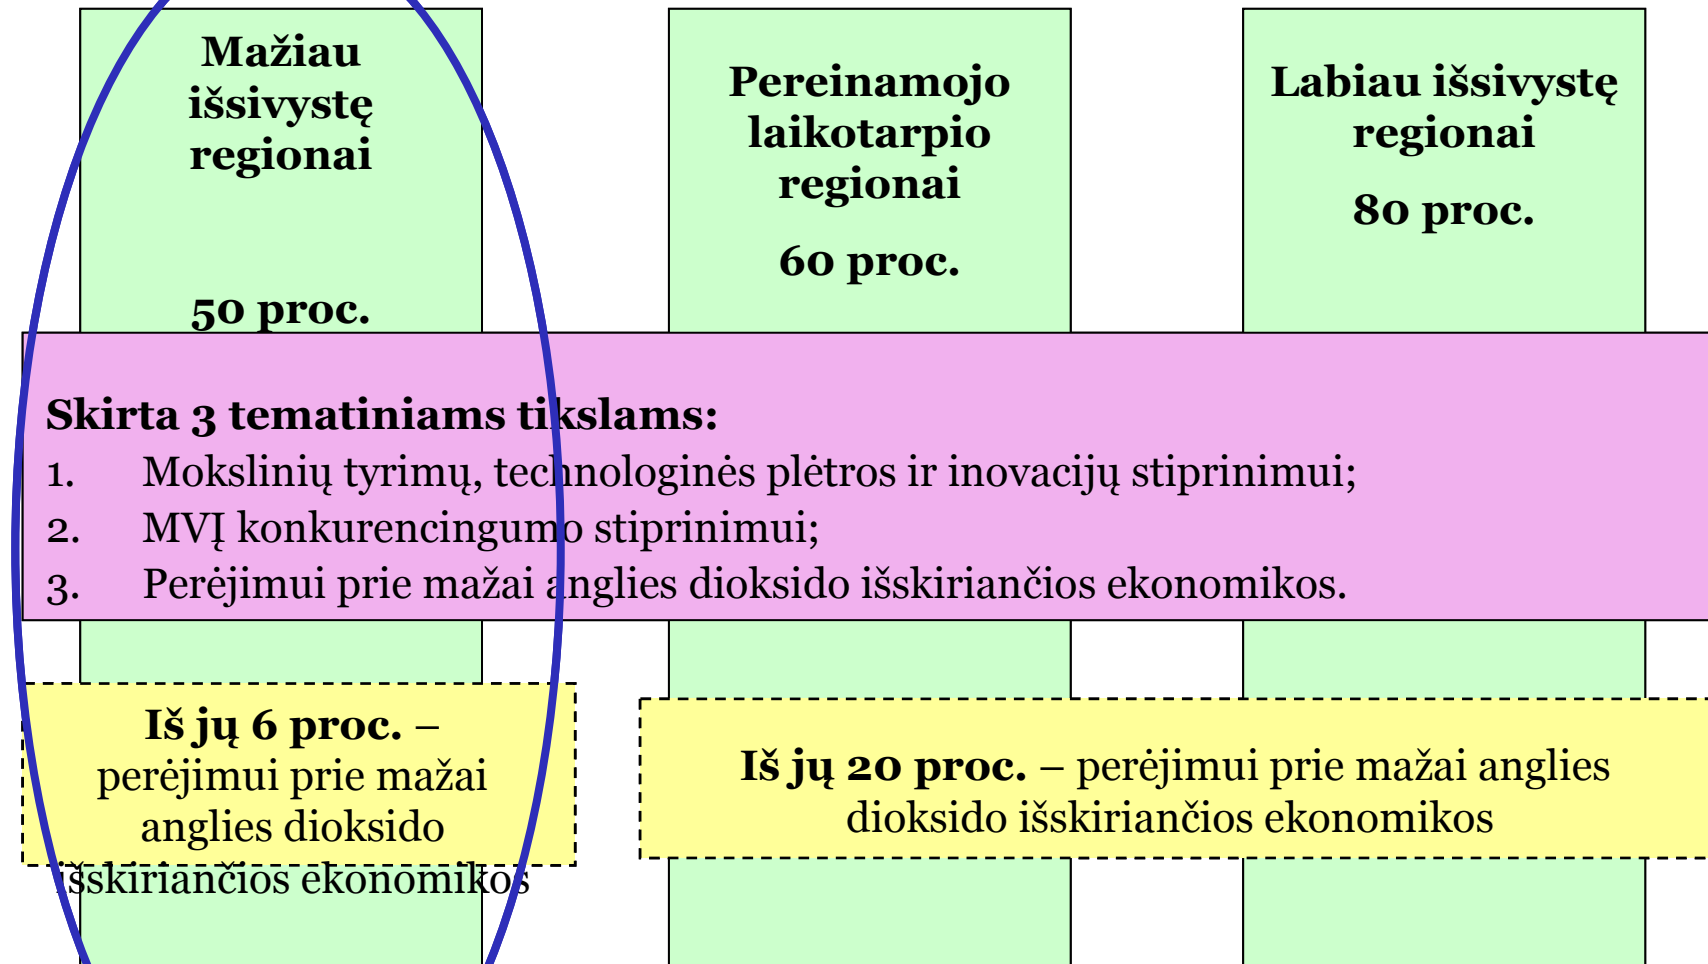 Mažiau
išsivystę
regionai
50 proc.
Pereinamojo
laikotarpio
regionai
60 proc.
Labiau išsivystę
regionai
80 proc.
Skirta 3 tematiniams tikslams:
1. Mokslinių tyrimų, technologinės plėtros ir inovacijų stiprinimui;
2. MVĮ konkurencingumo stiprinimui;
3. Perėjimui prie mažai anglies dioksido išskiriančios ekonomikos.
Iš jų 6 proc. –
perėjimui prie mažai
anglies dioksido
išskiriančios ekonomikos
Iš jų 20 proc. – perėjimui prie mažai anglies
dioksido išskiriančios ekonomikos